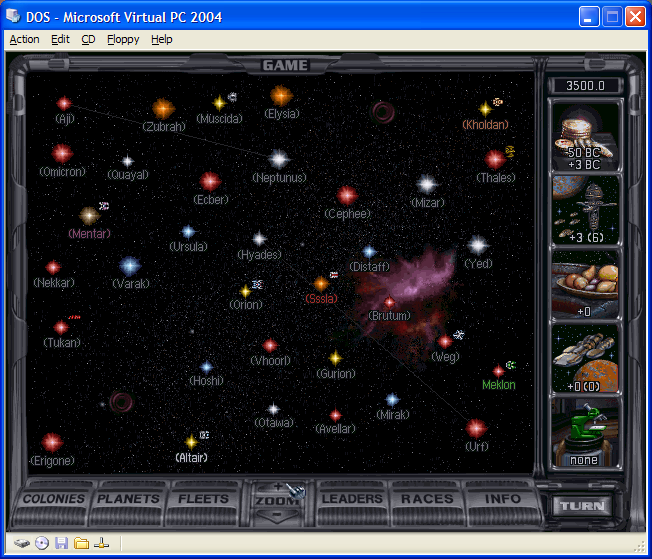 DOS - Microsoft Virtual PC 2004
Action Edit CD Floppy Help
GAME
3500.0
(Aji)
(Zubrah)
(Muscida)
(Elysia)
(Kholdan)
50 BC
+3 BC
(Omicron)
(Quayal)
(Neptunus)
(Thales)
(Ecber)
(Cephee)
(Mizar)
(Mentar)
(Ursula)
(Hyades)
(Distaff)
(Yed)
+3 (6)
(Nekkar)
(Varak)
(Orion)
(Sssla)
(Brutum)
+0
(Tukan)
(Vhoorl)
(Gurion)
(Weg)
(Hoshi)
Meklon
+0 (0)
(Otawa)
(Avellar)
(Mirak)
(Urf)
(Erigone)
(Altair)
none
COLONIES PLANETS FLEETS + ZOOM - LEADERS RACES INFO TURN